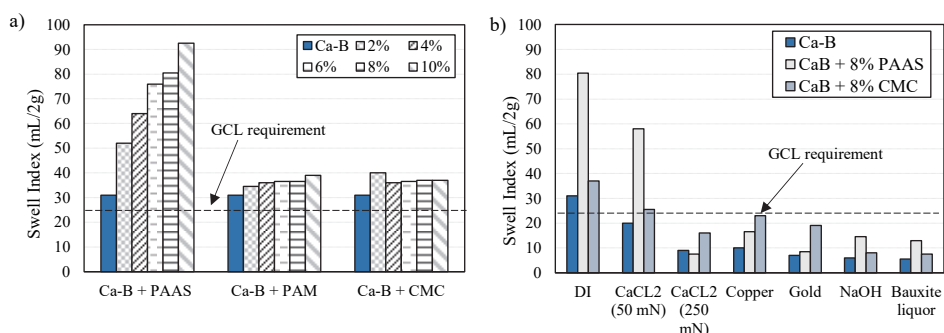 a)
Swell Index (mL/2g)
100
90
80
70
60
50
40
30
20
10
0
Ca-B 2% 4%
6% 8% 10%
GCL requirement
Ca-B + PAAS Ca-B + PAM Ca-B + CMC
b)
Swell Index (mL/2g)
100
90
80
70
60
50
40
30
20
10
0
Ca-B
CaB + 8% PAAS
CaB + 8% CMC
GCL requirement
DI CaCL2 CaCL2 Copper Gold NaOH Bauxite
(50 mN) (250 liquor
mN)